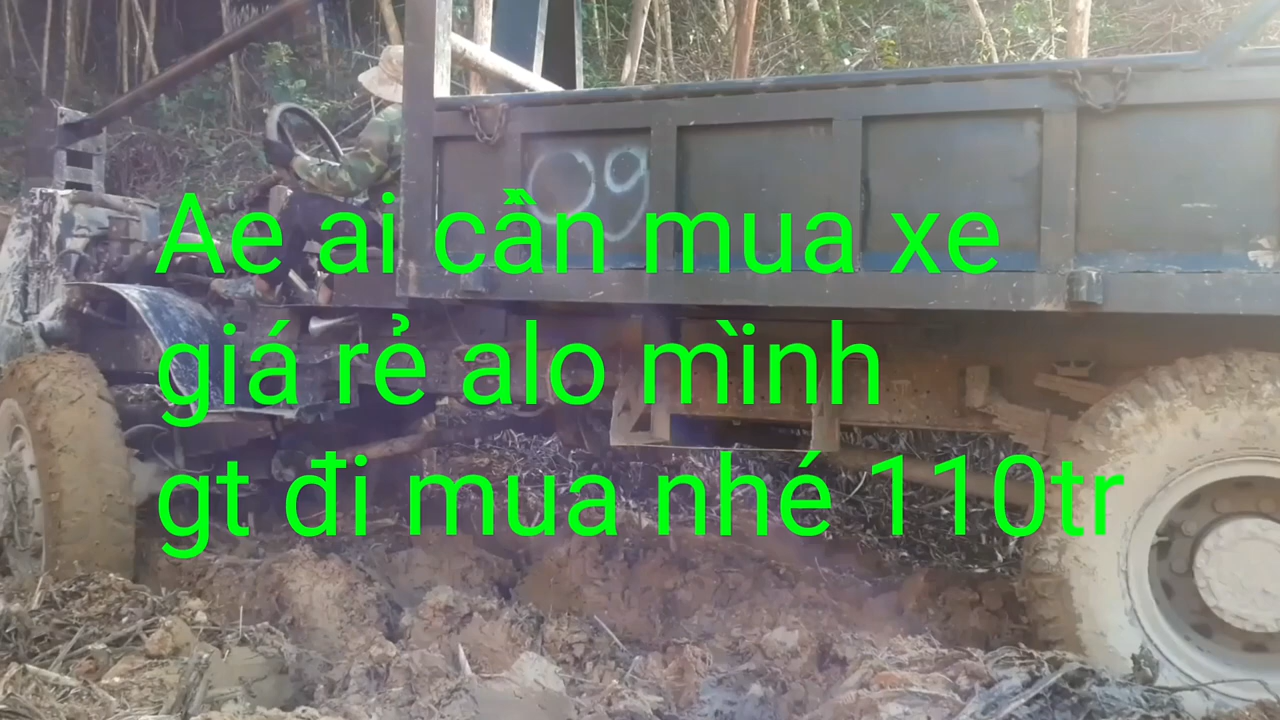 09
Ae ai cần mua xe
giá rẻ alo mình
gt đi mua nhé 110tr